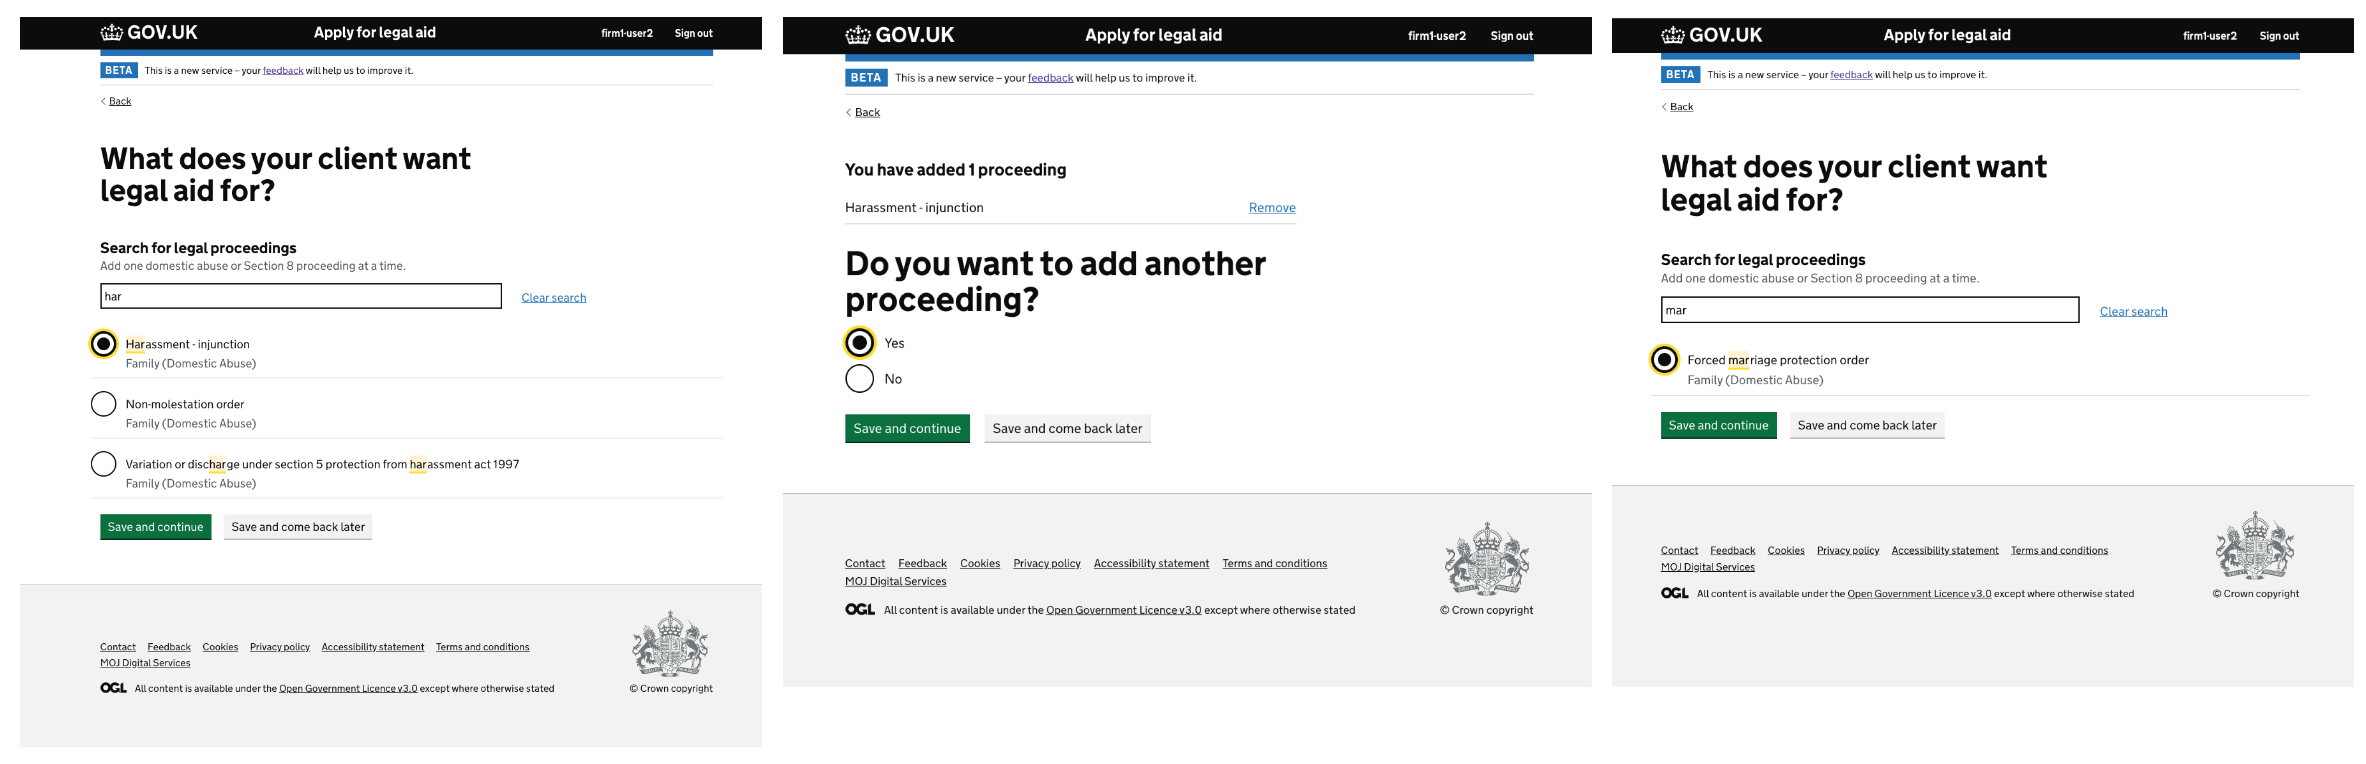 GOV.UK Apply for legal aid firm1-user2 Sign out
BETA This is a new service – your feedback will help us to improve it.
Back
What does your client want
legal aid for?
Search for legal proceedings
Add one domestic abuse or Section 8 proceeding at a time.
har Clear search
Harassment - injunction
Family (Domestic Abuse)
Non-molestation order
Family (Domestic Abuse)
Variation or discharge under section 5 protection from harassment act 1997
Family (Domestic Abuse)
Save and continue Save and come back later
Contact Feedback Cookies Privacy policy Accessibility statement Terms and conditions
MOJ Digital Services
OGL All content is available under the Open Government Licence v3.0 except where otherwise stated
© Crown copyright
GOV.UK Apply for legal aid firm1-user2 Sign out
BETA This is a new service – your feedback will help us to improve it.
Back
You have added 1 proceeding
Harassment - injunction Remove
Do you want to add another
proceeding?
Yes
No
Save and continue Save and come back later
Contact Feedback Cookies Privacy policy Accessibility statement Terms and conditions
MOJ Digital Services
OGL All content is available under the Open Government Licence v3.0 except where otherwise stated
© Crown copyright
GOV.UK Apply for legal aid firm1-user2 Sign out
BETA This is a new service – your feedback will help us to improve it.
Back
What does your client want
legal aid for?
Search for legal proceedings
Add one domestic abuse or Section 8 proceeding at a time.
mar Clear search
Forced marriage protection order
Family (Domestic Abuse)
Save and continue Save and come back later
Contact Feedback Cookies Privacy policy Accessibility statement Terms and conditions
MOJ Digital Services
OGL All content is available under the Open Government Licence v3.0 except where otherwise stated
© Crown copyright